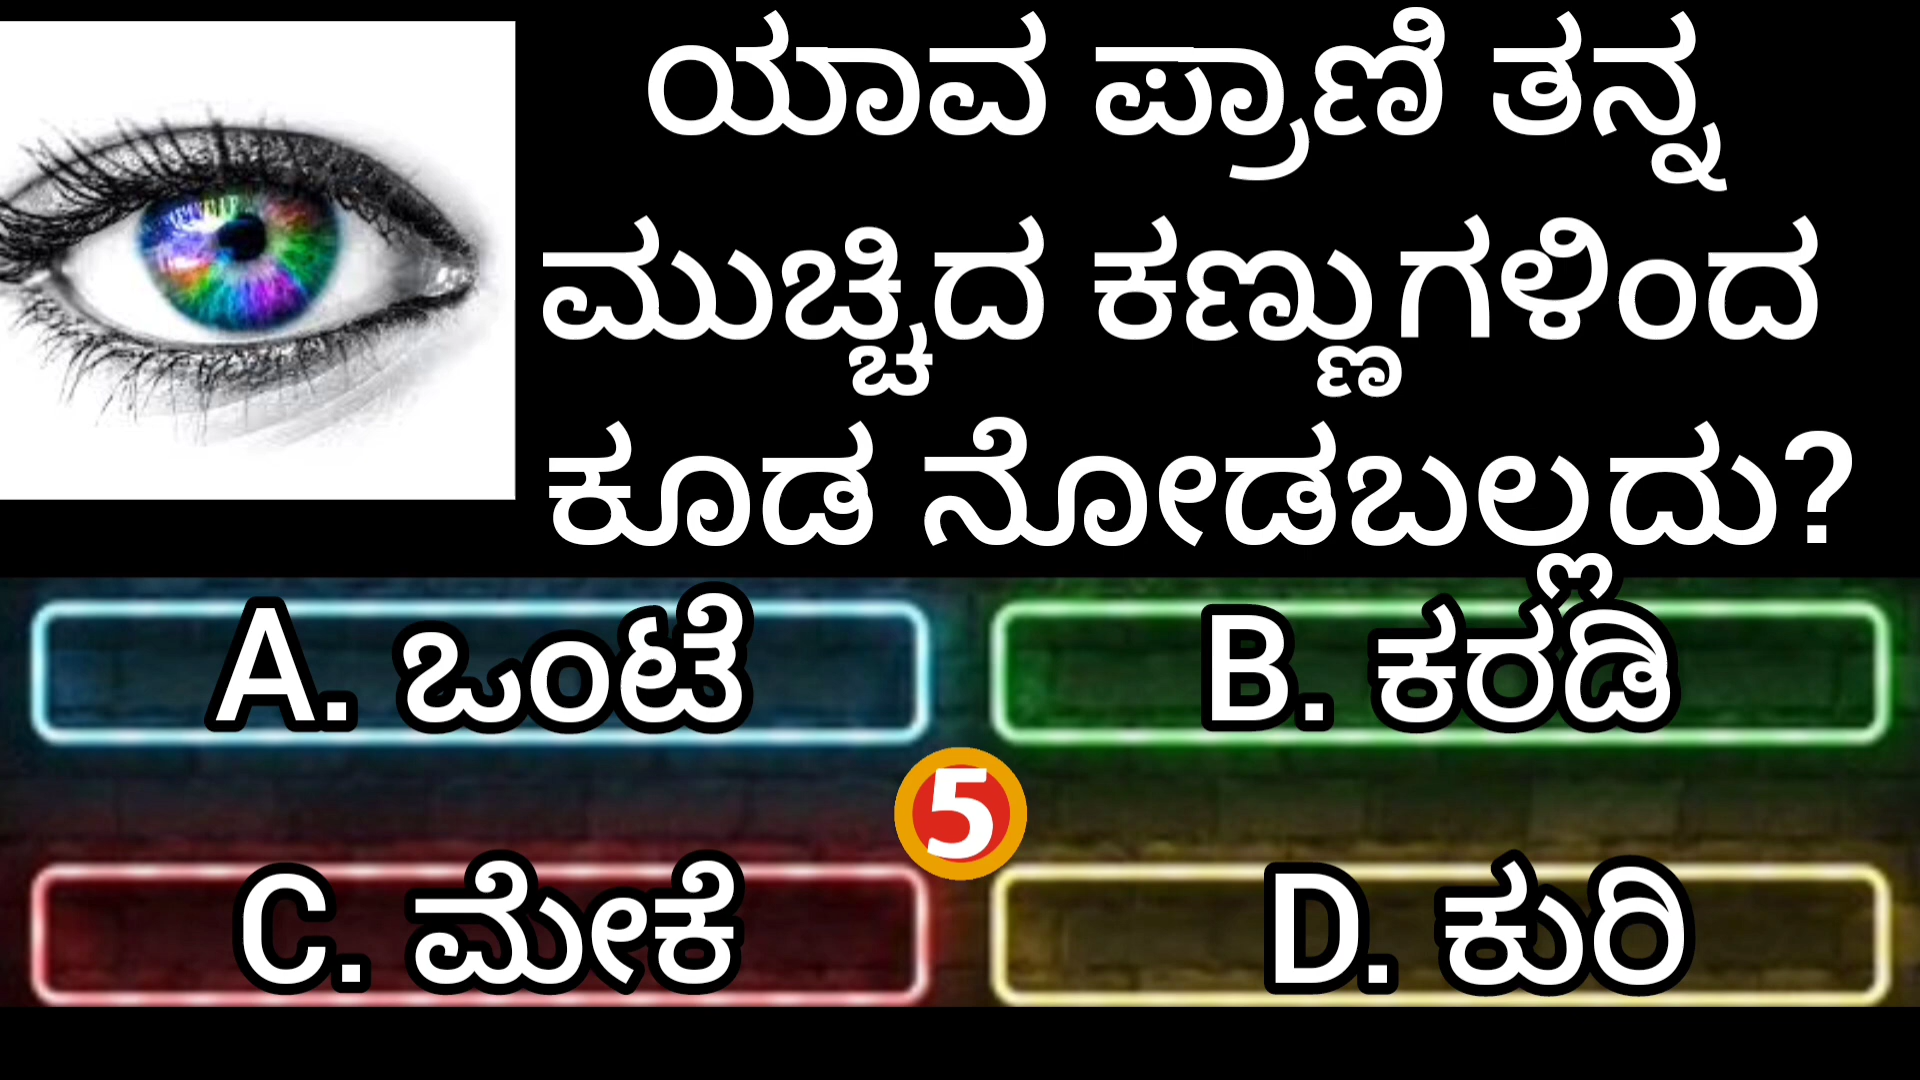 ಯಾವ ಪ್ರಾಣಿ ತನ್ನ
ಮುಚ್ಚಿದ ಕಣ್ಣುಗಳಿಂದ
ಕೂಡ ನೋಡಬಲ್ಲದು?
A. ಒಂಟೆ
B. ಕರಡಿ
5
C. ಮೇಕೆ
D. ಕುರಿ